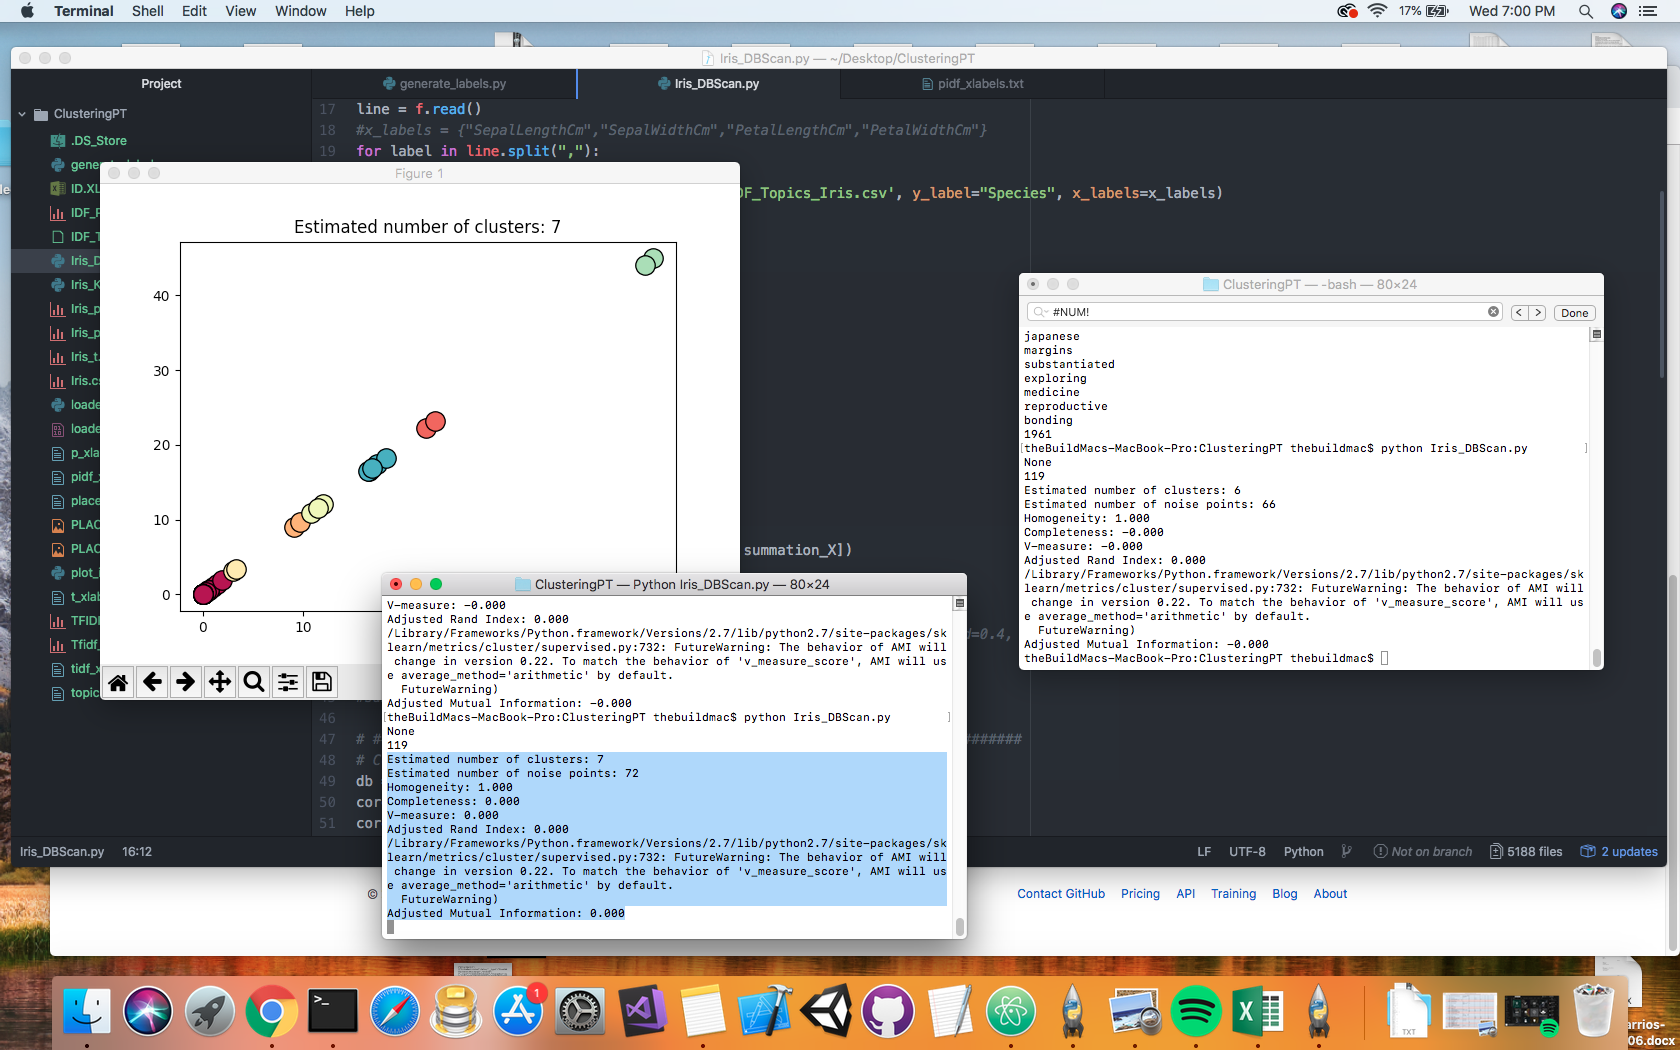 Terminal Shell Edit View Window Help
17% Wed 7:00 PM
Iris_DBScan.py — ~/Desktop/ClusteringPT
Project
generate_labels.py
Iris_DBScan.py
pidf_xlabels.txt
ClusteringPT
.DS_Store
ID.XL
IDF_T
Iris_D
Iris_K
Iris_p
Iris_p
Iris_t.
Iris.cs
loade
loade
p_xla
pidf_
place
PLAC
PLAC
plot_i
t_xlab
TFIDI
Tfidf_
tidf_x
topic
17 line = f.read()
18 #x_labels = {"SepalLengthCm","SepalWidthCm","PetalLengthCm","PetalWidthCm"}
19 for label in line.split(","):
DF_Topics_Iris.csv', y_label="Species", x_labels=x_labels)
summation_X])
=0.4,
46
47 # #
#######
48 # C
49 db
50 cor
51 cor
Figure 1
Estimated number of clusters: 7
40
30
20
10
0
0 10
ClusteringPT — -bash — 80×24
#NUM!
< > Done
japanese
margins
substantiated
exploring
medicine
reproductive
bonding
1961
[theBuildMacs-MacBook-Pro:ClusteringPT thebuildmac$ python Iris_DBScan.py ]
None
119
Estimated number of clusters: 6
Estimated number of noise points: 66
Homogeneity: 1.000
Completeness: -0.000
V-measure: -0.000
Adjusted Rand Index: 0.000
/Library/Frameworks/Python.framework/Versions/2.7/lib/python2.7/site-packages/sk
learn/metrics/cluster/supervised.py:732: FutureWarning: The behavior of AMI will
change in version 0.22. To match the behavior of 'v_measure_score', AMI will us
e average_method='arithmetic' by default.
FutureWarning)
Adjusted Mutual Information: -0.000
theBuildMacs-MacBook-Pro:ClusteringPT thebuildmac$
ClusteringPT — Python Iris_DBScan.py — 80×24
V-measure: -0.000
Adjusted Rand Index: 0.000
/Library/Frameworks/Python.framework/Versions/2.7/lib/python2.7/site-packages/sk
learn/metrics/cluster/supervised.py:732: FutureWarning: The behavior of AMI will
change in version 0.22. To match the behavior of 'v_measure_score', AMI will us
e average_method='arithmetic' by default.
FutureWarning)
Adjusted Mutual Information: -0.000
[theBuildMacs-MacBook-Pro:ClusteringPT thebuildmac$ python Iris_DBScan.py ]
None
119
Estimated number of clusters: 7
Estimated number of noise points: 72
Homogeneity: 1.000
Completeness: 0.000
V-measure: 0.000
Adjusted Rand Index: 0.000
/Library/Frameworks/Python.framework/Versions/2.7/lib/python2.7/site-packages/sk
learn/metrics/cluster/supervised.py:732: FutureWarning: The behavior of AMI will
change in version 0.22. To match the behavior of 'v_measure_score', AMI will us
e average_method='arithmetic' by default.
FutureWarning)
Adjusted Mutual Information: 0.000
Iris_DBScan.py 16:12
LF UTF-8 Python Not on branch 5188 files 2 updates
© Contact GitHub Pricing API Training Blog About
1
TXT
arrios-
06.docx